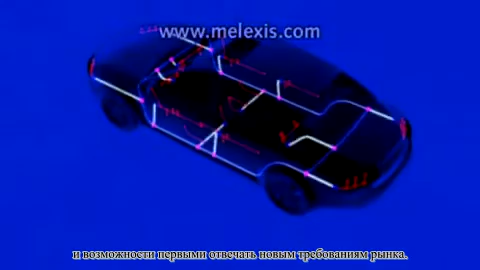 www.melexis.com
и возможности первыми отвечать новым требованиям рынка.